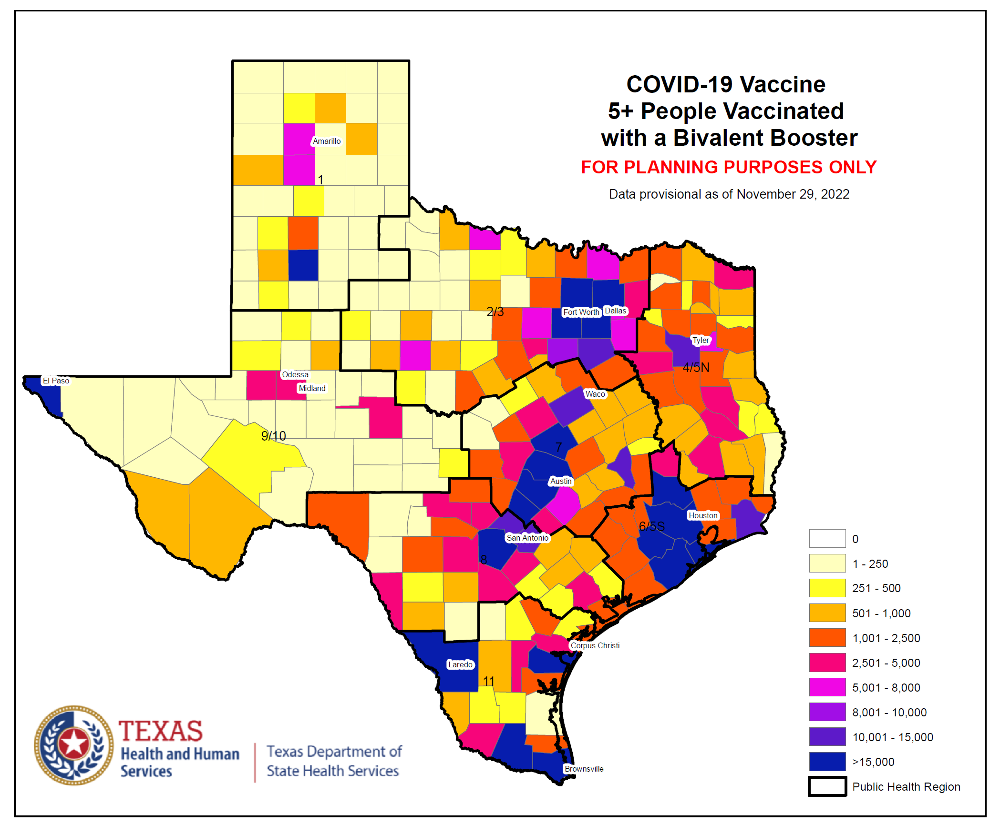 COVID-19 Vaccine
5+ People Vaccinated
with a Bivalent Booster
FOR PLANNING PURPOSES ONLY
Data provisional as of November 29, 2022
Amarillo
1
2/3
Fort Worth
Dallas
Tyler
4/5N
El Paso
Odessa
Midland
Waco
9/10
7
Austin
Houston
6/5S
San Antonio
8
Corpus Christi
Laredo
11
Brownsville
0
1 - 250
251 - 500
501 - 1,000
1,001 - 2,500
2,501 - 5,000
5,001 - 8,000
8,001 - 10,000
10,001 - 15,000
>15,000
Public Health Region
TEXAS
Health and Human
Services
Texas Department of
State Health Services